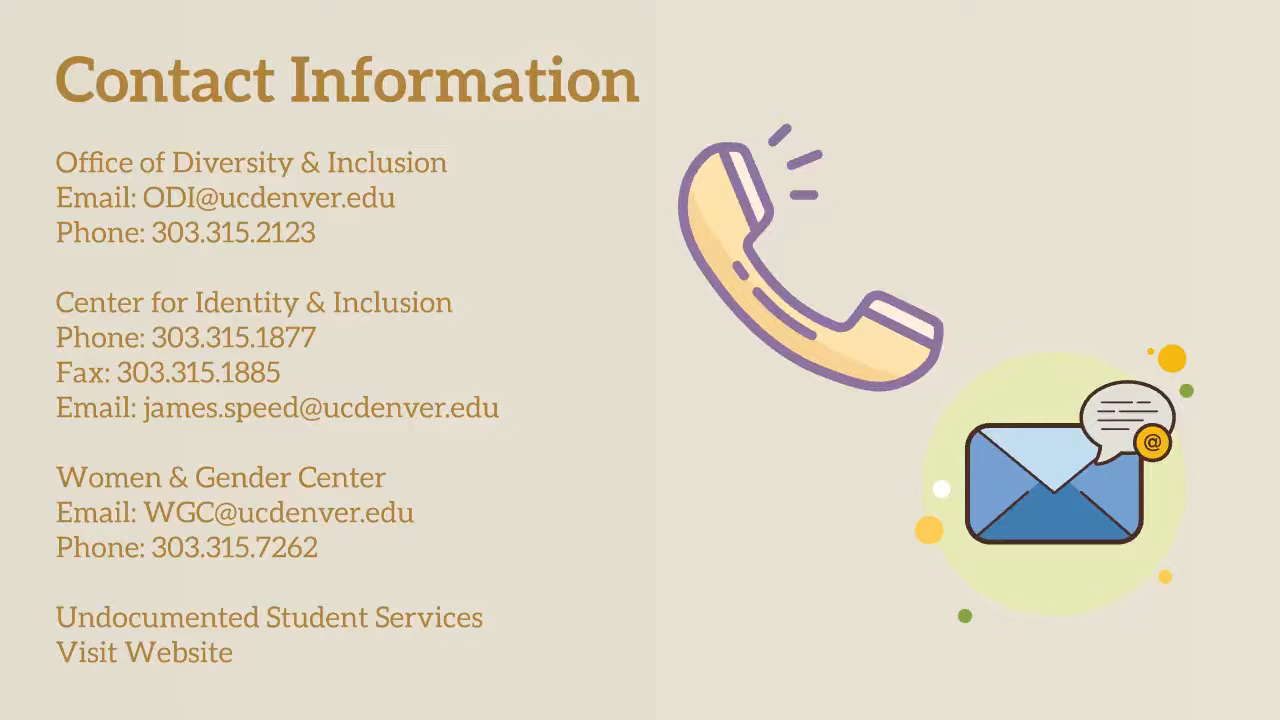 Contact Information
Office of Diversity & Inclusion
Email: ODI@ucdenver.edu
Phone: 303.315.2123
Center for Identity & Inclusion
Phone: 303.315.1877
Fax: 303.315.1885
Email: james.speed@ucdenver.edu
Women & Gender Center
Email: WGC@ucdenver.edu
Phone: 303.315.7262
Undocumented Student Services
Visit Website
@